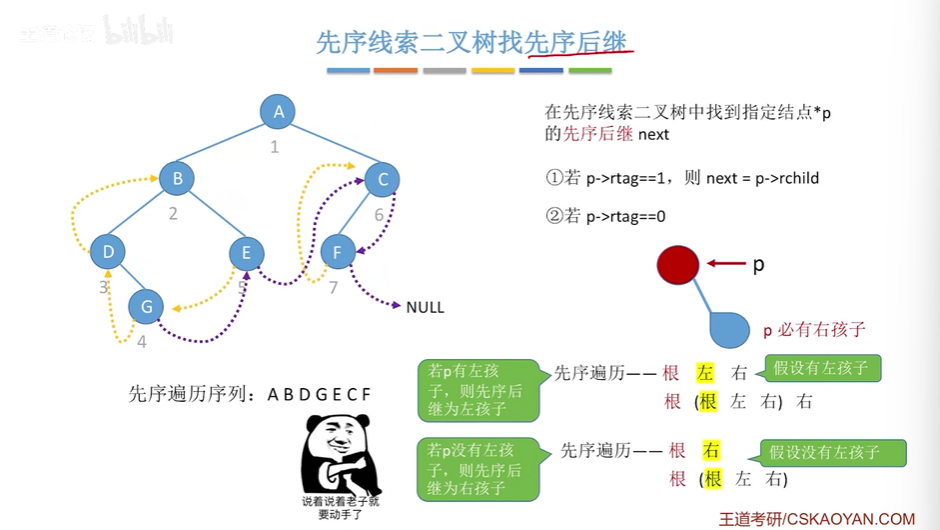 王道考研 bilibili
先序线索二叉树找先序后继
A
1
B
2
C
6
D
3
E
5
F
7
G
4
NULL
先序遍历序列：A B D G E C F
说着说着老子就
要动手了
在先序线索二叉树中找到指定结点*p
的先序后继 next
①若 p->rtag==1，则 next = p->rchild
②若 p->rtag==0
p
p 必有右孩子
若p有左孩
子，则先序后
继为左孩子
先序遍历—— 根 左 右
假设有左孩子
根 (根 左 右) 右
若p没有左孩
子，则先序后
继为右孩子
先序遍历—— 根 右
假设没有左孩子
根 (根 左 右)
王道考研/CSKAOYAN.COM